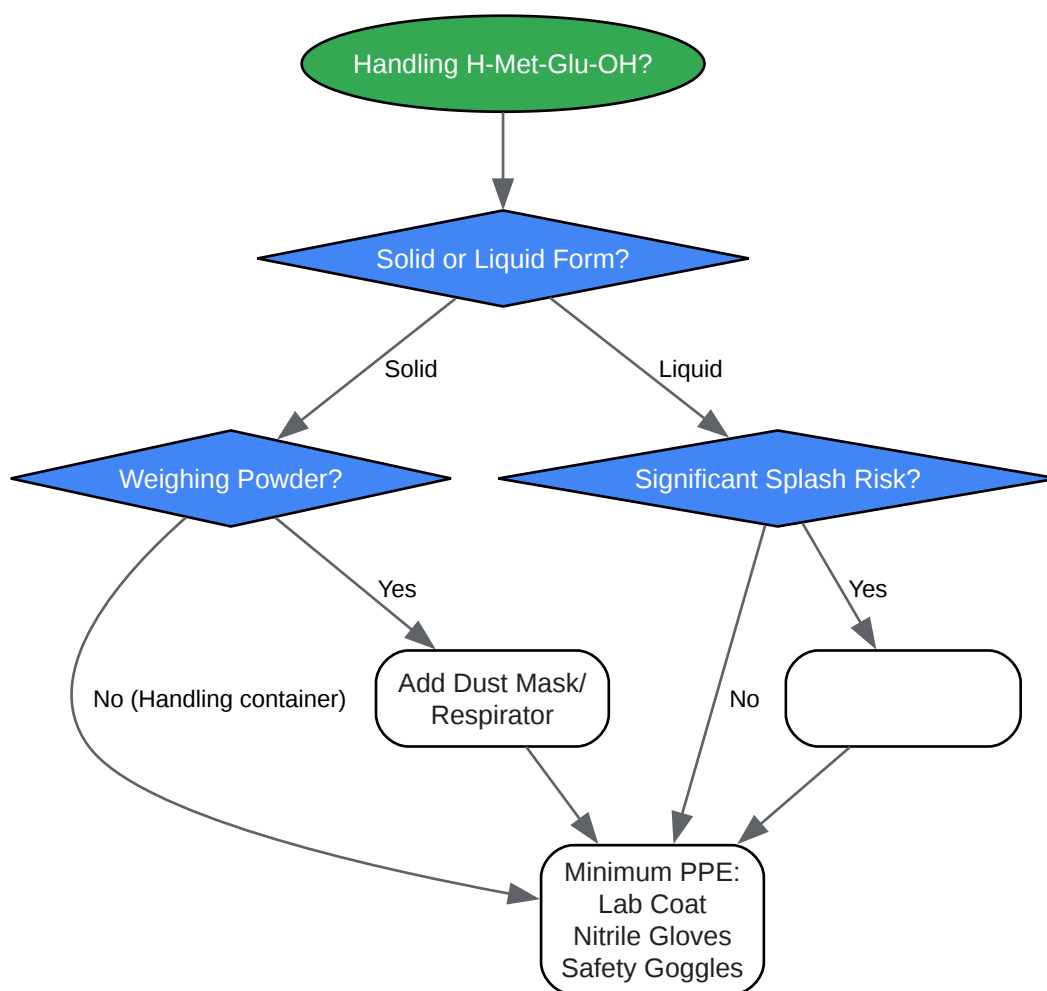 Handling H-Met-Glu-OH?
Solid or Liquid Form?
Solid
Liquid
Weighing Powder?
Significant Splash Risk?
Yes
Yes
No (Handling container)
Add Dust Mask/
Respirator
No
Minimum PPE:
Lab Coat
Nitrile Gloves
Safety Goggles